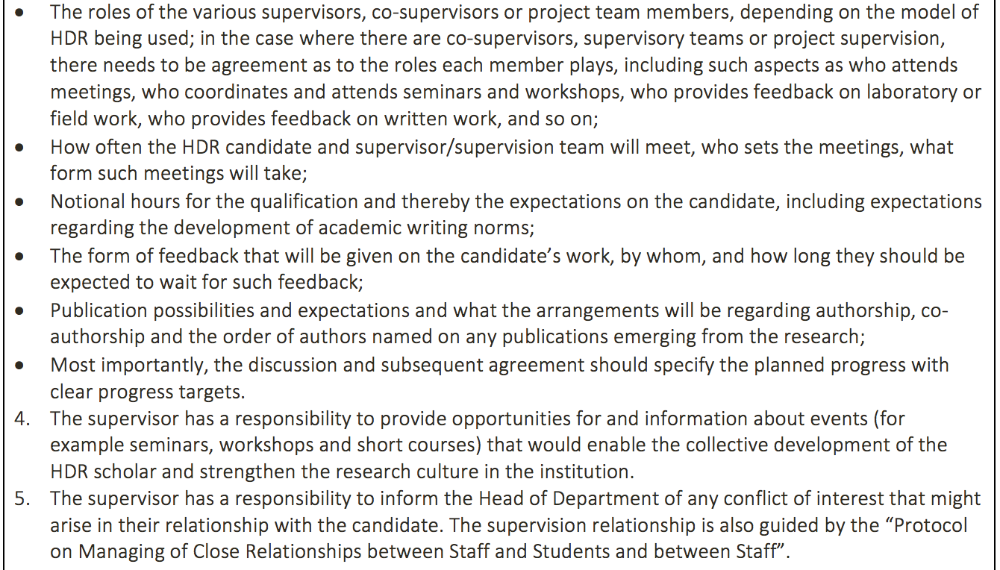 • The roles of the various supervisors, co-supervisors or project team members, depending on the model of
HDR being used; in the case where there are co-supervisors, supervisory teams or project supervision,
there needs to be agreement as to the roles each member plays, including such aspects as who attends
meetings, who coordinates and attends seminars and workshops, who provides feedback on laboratory or
field work, who provides feedback on written work, and so on;
• How often the HDR candidate and supervisor/supervision team will meet, who sets the meetings, what
form such meetings will take;
• Notional hours for the qualification and thereby the expectations on the candidate, including expectations
regarding the development of academic writing norms;
• The form of feedback that will be given on the candidate’s work, by whom, and how long they should be
expected to wait for such feedback;
• Publication possibilities and expectations and what the arrangements will be regarding authorship, co-
authorship and the order of authors named on any publications emerging from the research;
• Most importantly, the discussion and subsequent agreement should specify the planned progress with
clear progress targets.
4. The supervisor has a responsibility to provide opportunities for and information about events (for
example seminars, workshops and short courses) that would enable the collective development of the
HDR scholar and strengthen the research culture in the institution.
5. The supervisor has a responsibility to inform the Head of Department of any conflict of interest that might
arise in their relationship with the candidate. The supervision relationship is also guided by the “Protocol
on Managing of Close Relationships between Staff and Students and between Staff”.